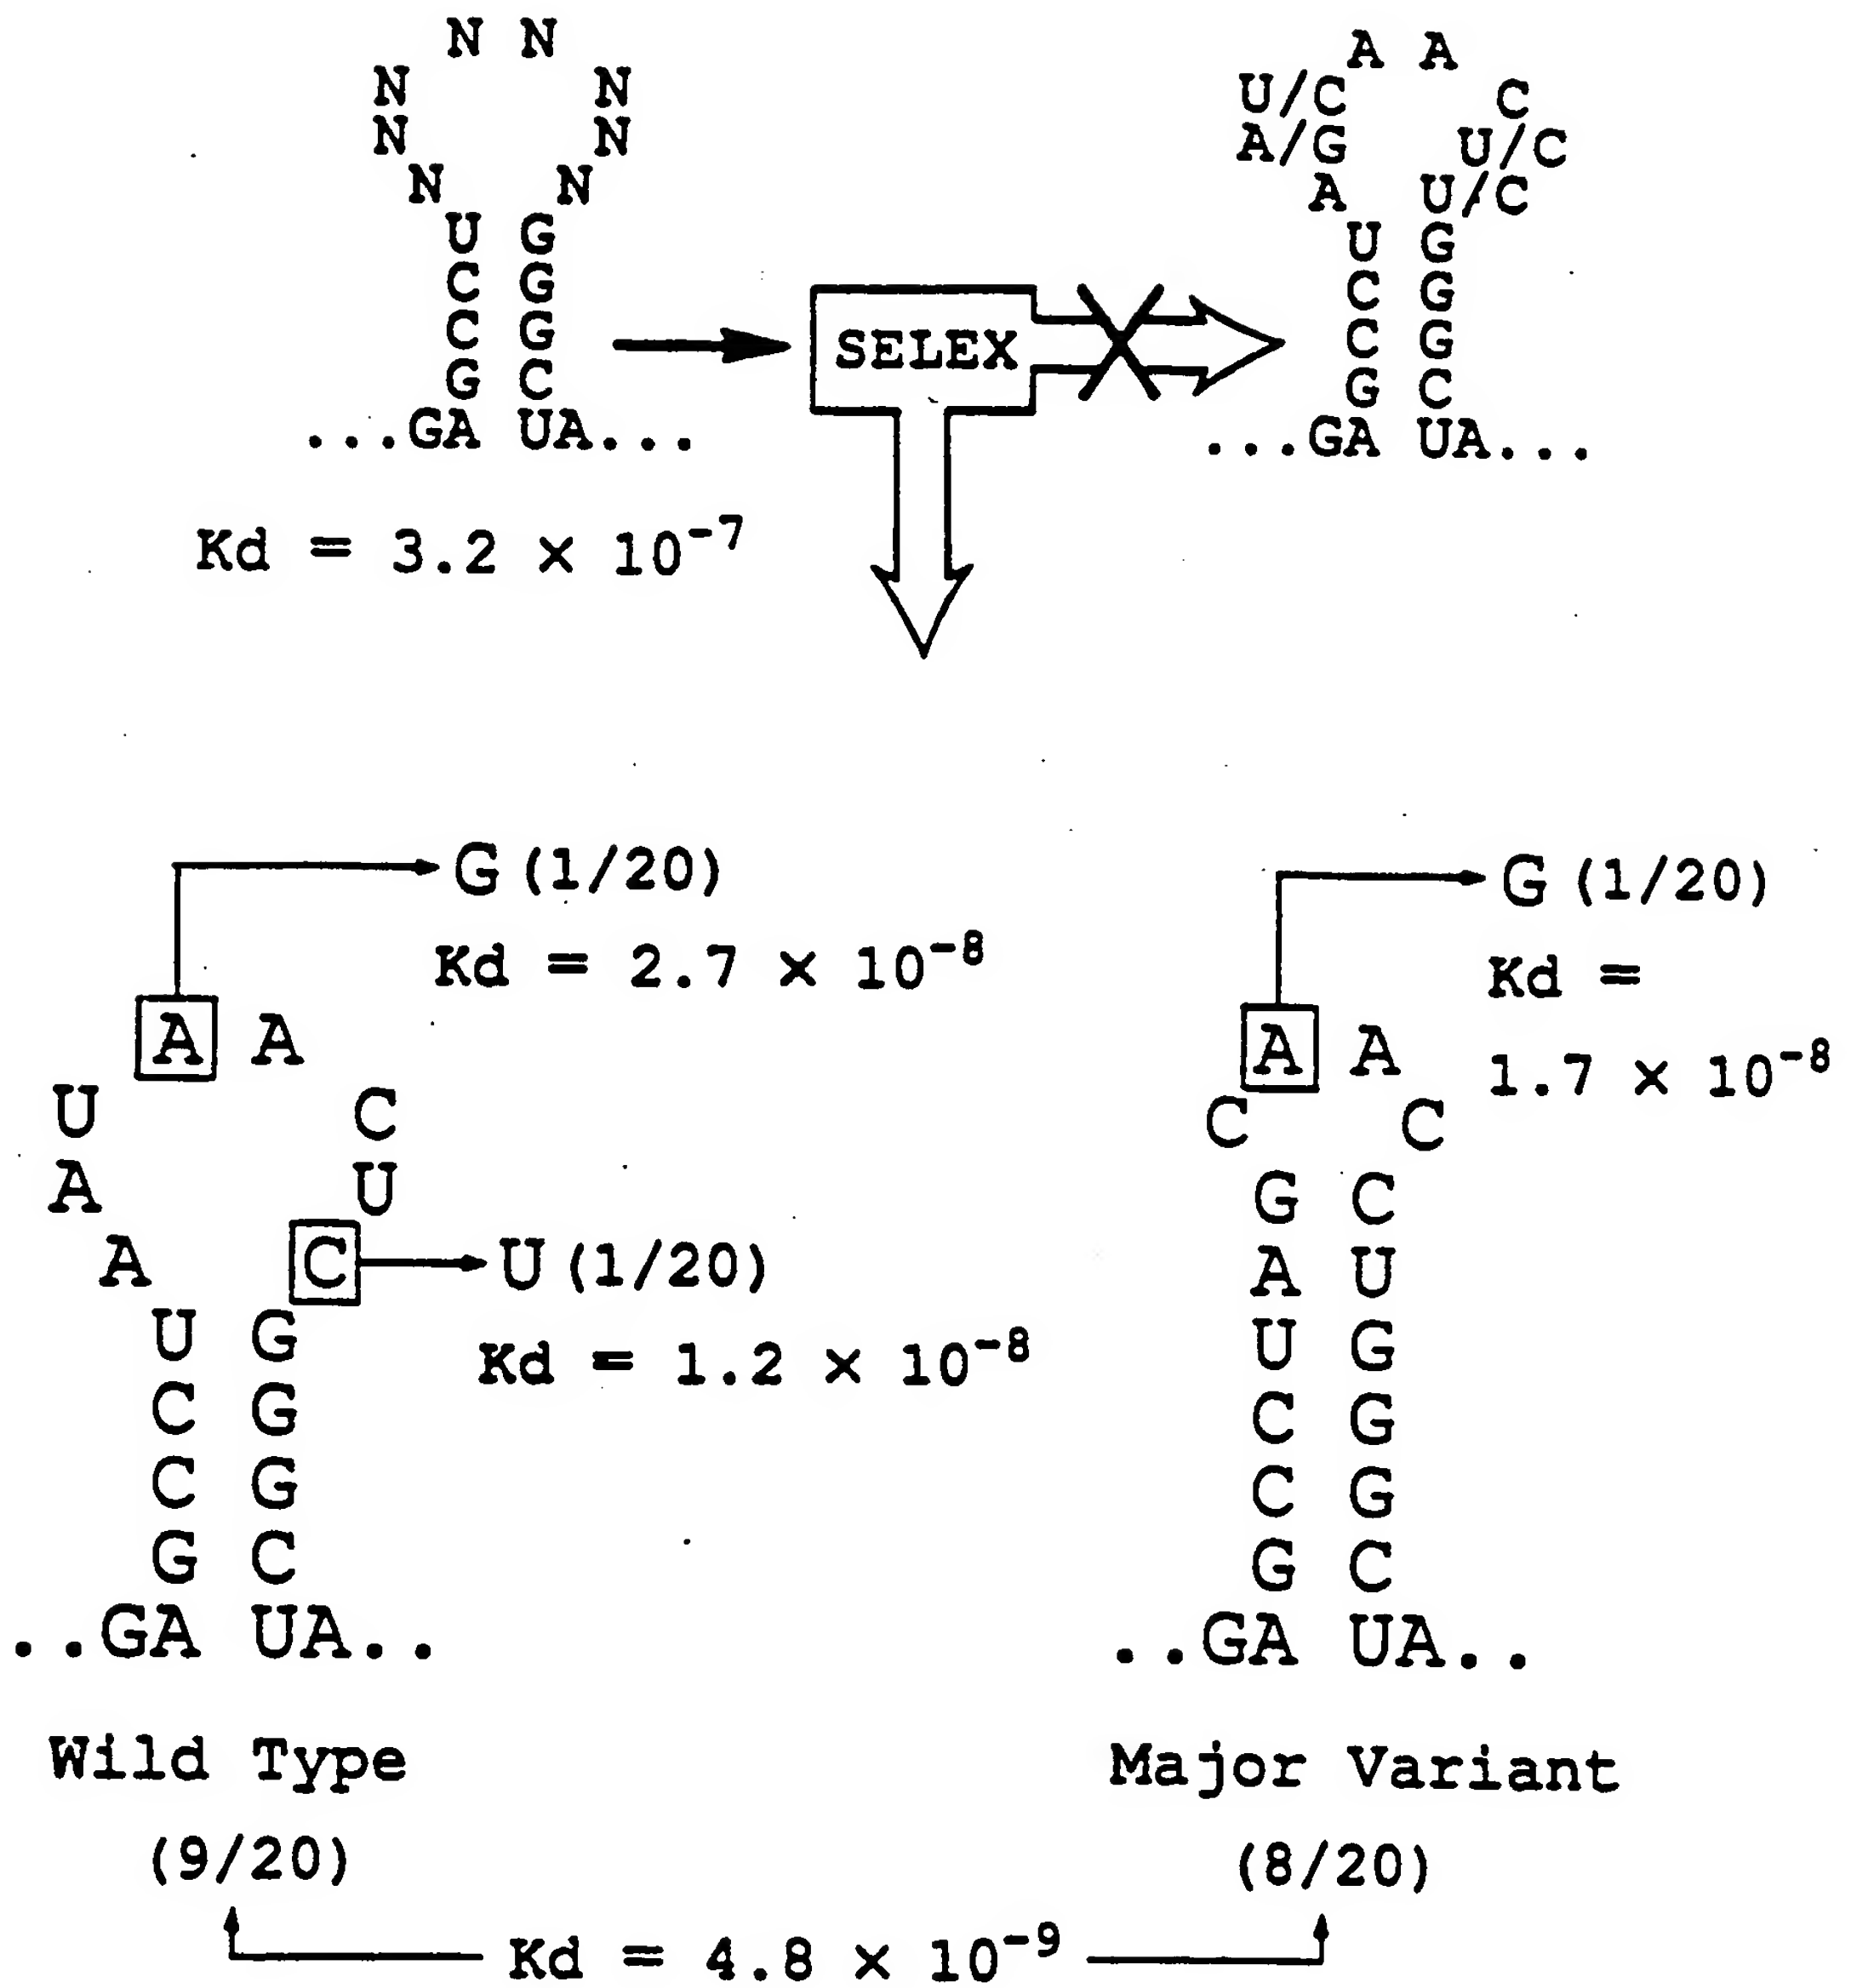 N N
N N
N N
N N
U G
C G
C G
G C
...GA UA...
Kd = 3.2 × 10⁻⁷
SELEX
A A
U/C C
A/G U/C
A U/C
U G
C G
C G
G C
...GA UA...
G (1/20)
Kd = 2.7 × 10⁻⁸
A A
U C
A U
A C
U (1/20)
U G
Kd = 1.2 × 10⁻⁸
C G
C G
G C
..GA UA..
Wild Type
(9/20)
G (1/20)
Kd =
1.7 × 10⁻⁸
A A
C C
G C
A U
U G
C G
C G
G C
..GA UA..
Major Variant
(8/20)
Kd = 4.8 × 10⁻⁹